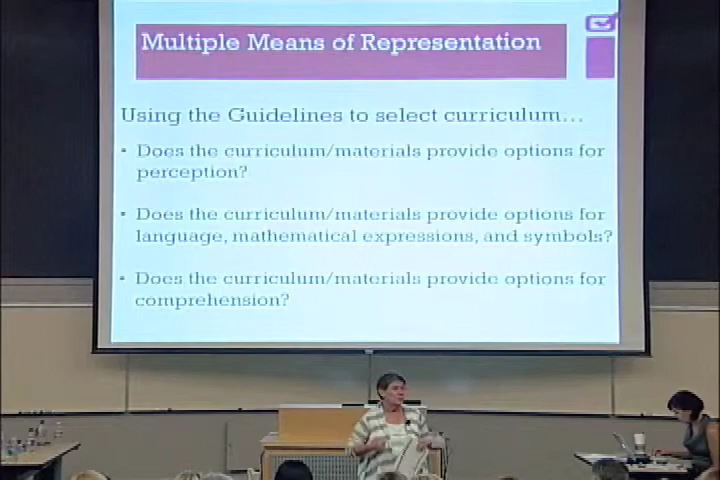 Multiple Means of Representation
Using the Guidelines to select curriculum...
• Does the curriculum/materials provide options for
perception?
• Does the curriculum/materials provide options for
language, mathematical expressions, and symbols?
• Does the curriculum/materials provide options for
comprehension?